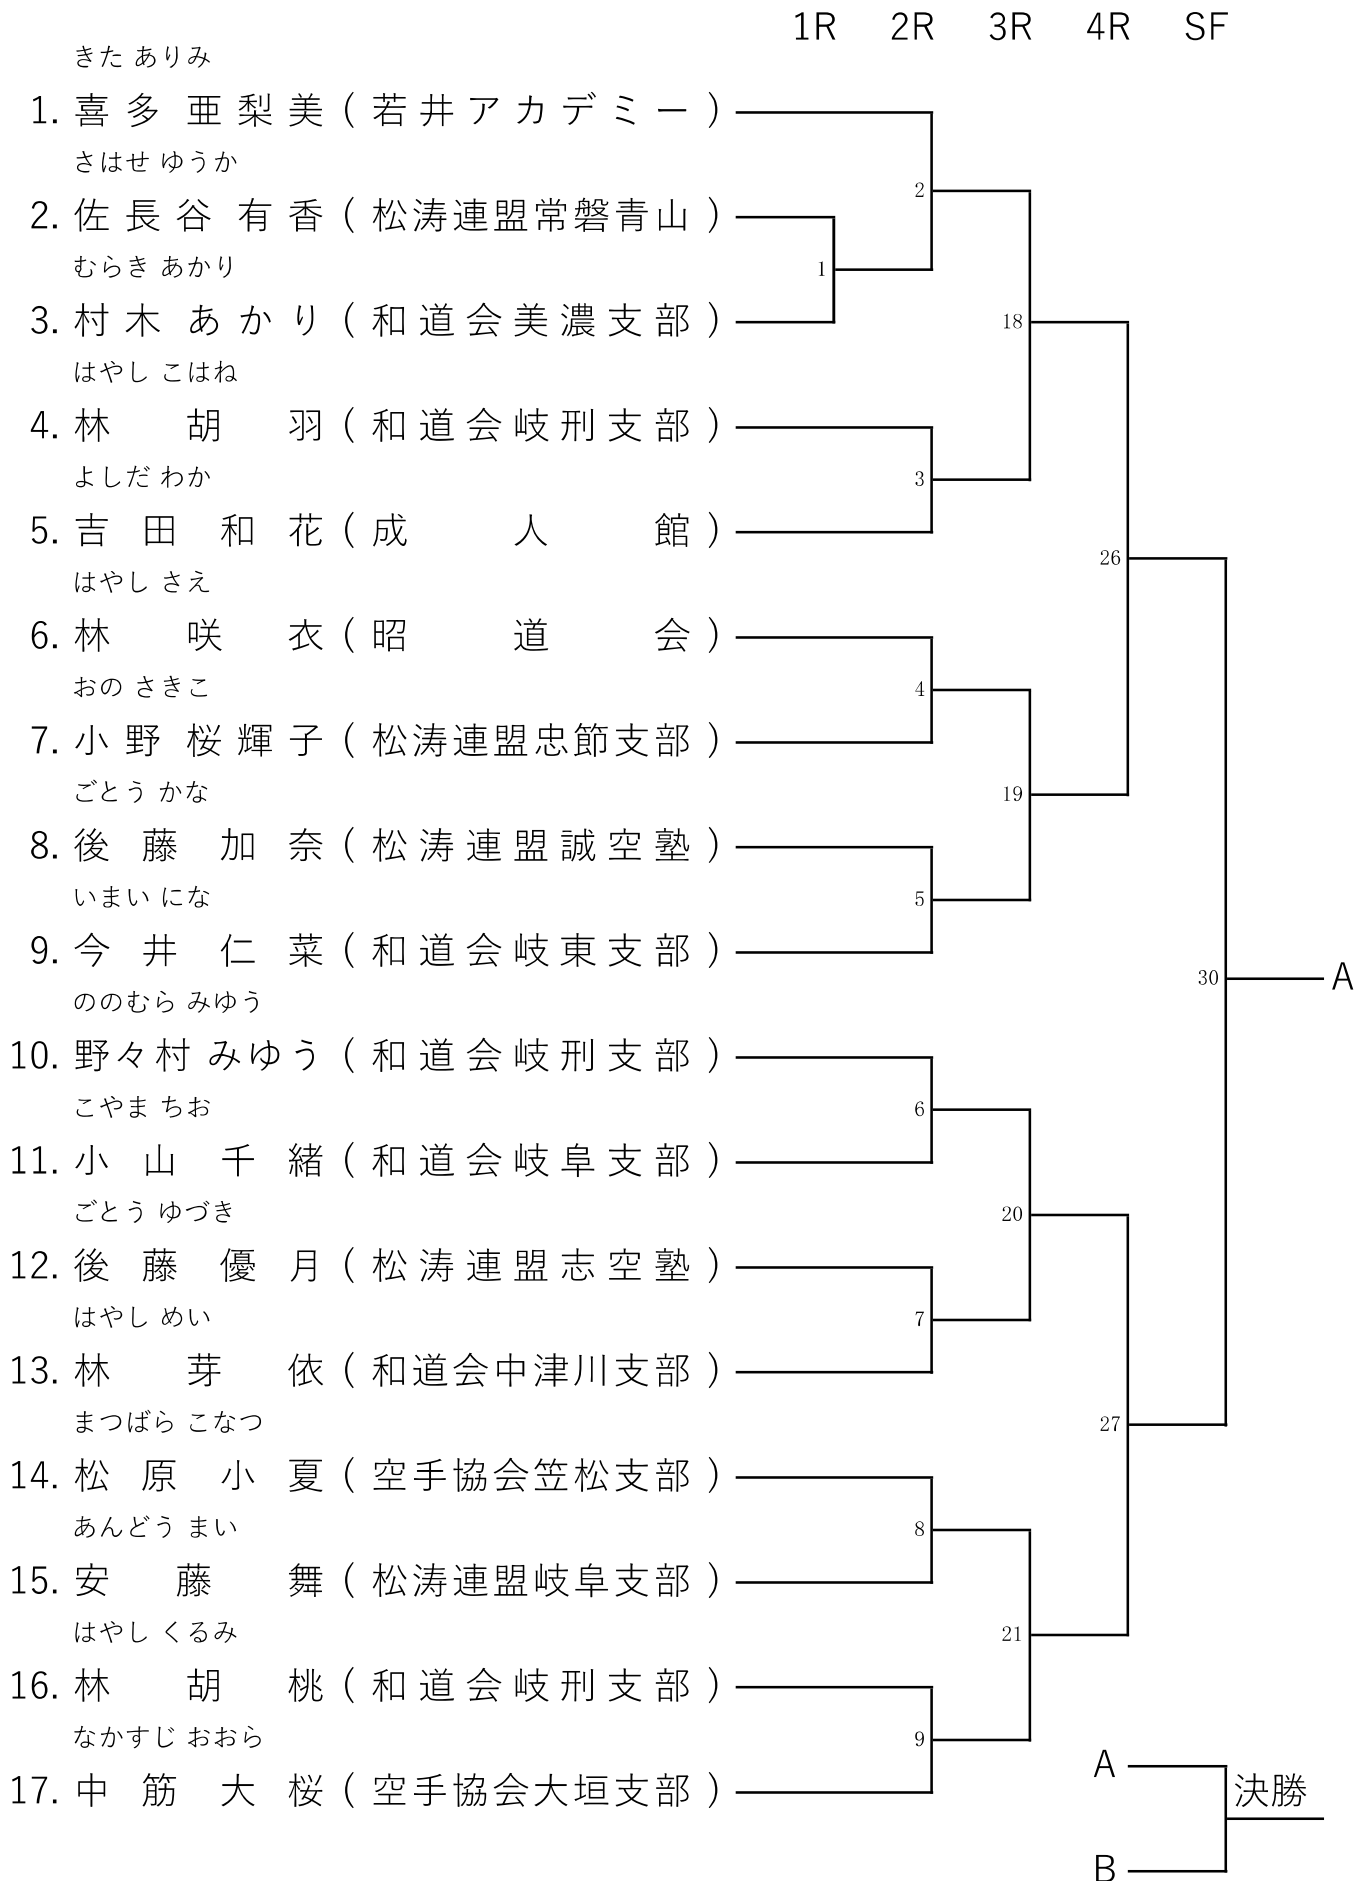 1R 2R 3R 4R SF
きた ありみ
1. 喜多 亜梨美 ( 若井アカデミー )
さはせ ゆうか
2. 佐長谷 有香 ( 松涛連盟常磐青山 )
2
むらき あかり
1
3. 村木 あかり ( 和道会美濃支部 )
18
はやし こはね
4. 林 胡羽 ( 和道会岐刑支部 )
よしだ わか
3
5. 吉田 和花 ( 成人館 )
26
はやし さえ
6. 林 咲衣 ( 昭道会 )
おの さきこ
4
7. 小野 桜輝子 ( 松涛連盟忠節支部 )
ごとう かな
19
8. 後藤 加奈 ( 松涛連盟誠空塾 )
いまい にな
5
9. 今井 仁菜 ( 和道会岐東支部 )
30 A
ののむら みゆう
10. 野々村 みゆう ( 和道会岐刑支部 )
こやま ちお
6
11. 小山 千緒 ( 和道会岐阜支部 )
ごとう ゆづき
20
12. 後藤 優月 ( 松涛連盟志空塾 )
はやし めい
7
13. 林 芽依 ( 和道会中津川支部 )
まつばら こなつ
27
14. 松原 小夏 ( 空手協会笠松支部 )
あんどう まい
8
15. 安藤 舞 ( 松涛連盟岐阜支部 )
はやし くるみ
21
16. 林 胡桃 ( 和道会岐刑支部 )
なかすじ おおら
9
A
17. 中筋 大桜 ( 空手協会大垣支部 )
決勝
B